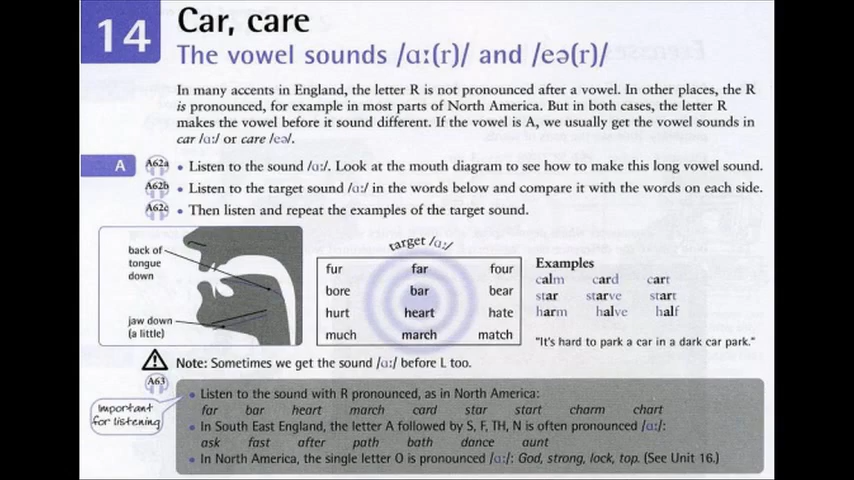 14
Car, care
The vowel sounds /ɑː(r)/ and /eə(r)/
In many accents in England, the letter R is not pronounced after a vowel. In other places, the R
is pronounced, for example in most parts of North America. But in both cases, the letter R
makes the vowel before it sound different. If the vowel is A, we usually get the vowel sounds in
car /ɑː/ or care /eə/.
A
A62a • Listen to the sound /ɑː/. Look at the mouth diagram to see how to make this long vowel sound.
A62b • Listen to the target sound /ɑː/ in the words below and compare it with the words on each side.
A62c • Then listen and repeat the examples of the target sound.
back of
tongue
down
jaw down
(a little)
target /ɑː/
fur far four
bore bar bear
hurt heart hate
much march match
Examples
calm card cart
star starve start
harm halve half
"It's hard to park a car in a dark car park."
Note: Sometimes we get the sound /ɑː/ before L too.
A63
Important
for listening
• Listen to the sound with R pronounced, as in North America:
far bar heart march card star start charm chart
• In South East England, the letter A followed by S, F, TH, N is often pronounced /ɑː/:
ask fast after path bath dance aunt
• In North America, the single letter O is pronounced /ɑː/: God, strong, lock, top. (See Unit 16.)